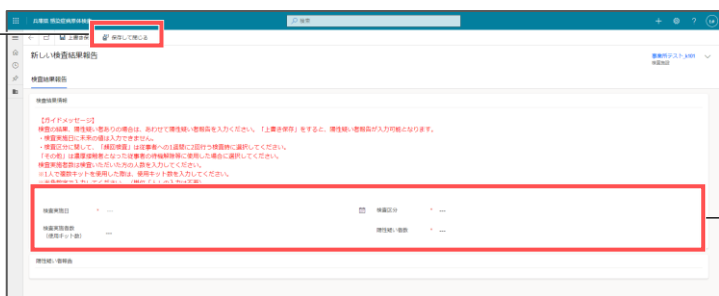 兵庫県 感染症病原体検査
検索
上書き保存
保存して閉じる
新しい検査結果報告
検査結果報告
検査結果情報
【ガイドメッセージ】
検査の結果、陽性疑い者ありの場合は、あわせて陽性疑い者報告を入力ください。「上書き保存」をすると、陽性疑い者報告が入力可能となります。
・検査実施日に未来の値は入力できません。
・検査区分に関して、「頻回検査」は従事者への1週間に2回行う検査時に選択してください。
「その他」は濃厚接触者となった従事者の待機解除等に使用した場合に選択してください。
検査実施者数は検査いただいた方の人数を入力してください。
※1人で複数キットを使用した際は、使用キット数を入力してください。
検査実施日 * ---
検査区分 * ---
検査実施者数
(使用キット数) ---
陽性疑い者数 * ---
陽性疑い者報告